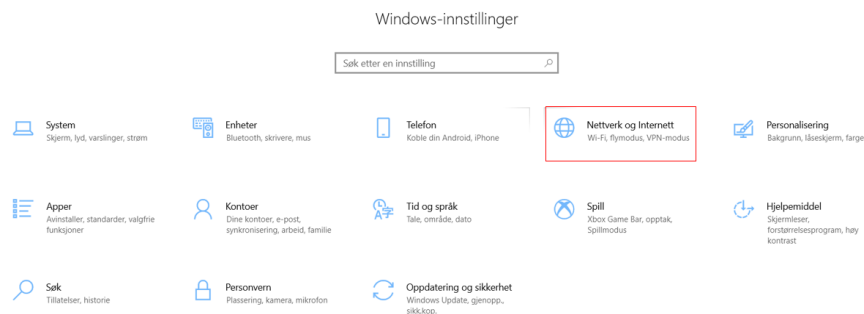 Windows-innstillinger
Søk etter en innstilling
System
Skjerm, lyd, varslinger, strøm
Enheter
Bluetooth, skrivere, mus
Telefon
Koble din Android, iPhone
Nettverk og Internett
Wi-Fi, flymodus, VPN-modus
Personalisering
Bakgrunn, låseskjerm, farge
Apper
Avinstaller, standarder, valgfrie
funksjoner
Kontoer
Dine kontoer, e-post,
synkronisering, arbeid, familie
Tid og språk
Tale, område, dato
Spill
Xbox Game Bar, opptak,
Spillmodus
Hjelpemiddel
Skjermleser,
forstørrelsesprogram, høy
kontrast
Søk
Tillatelser, historie
Personvern
Plassering, kamera, mikrofon
Oppdatering og sikkerhet
Windows Update, gjenopp.,
sikk.kop.